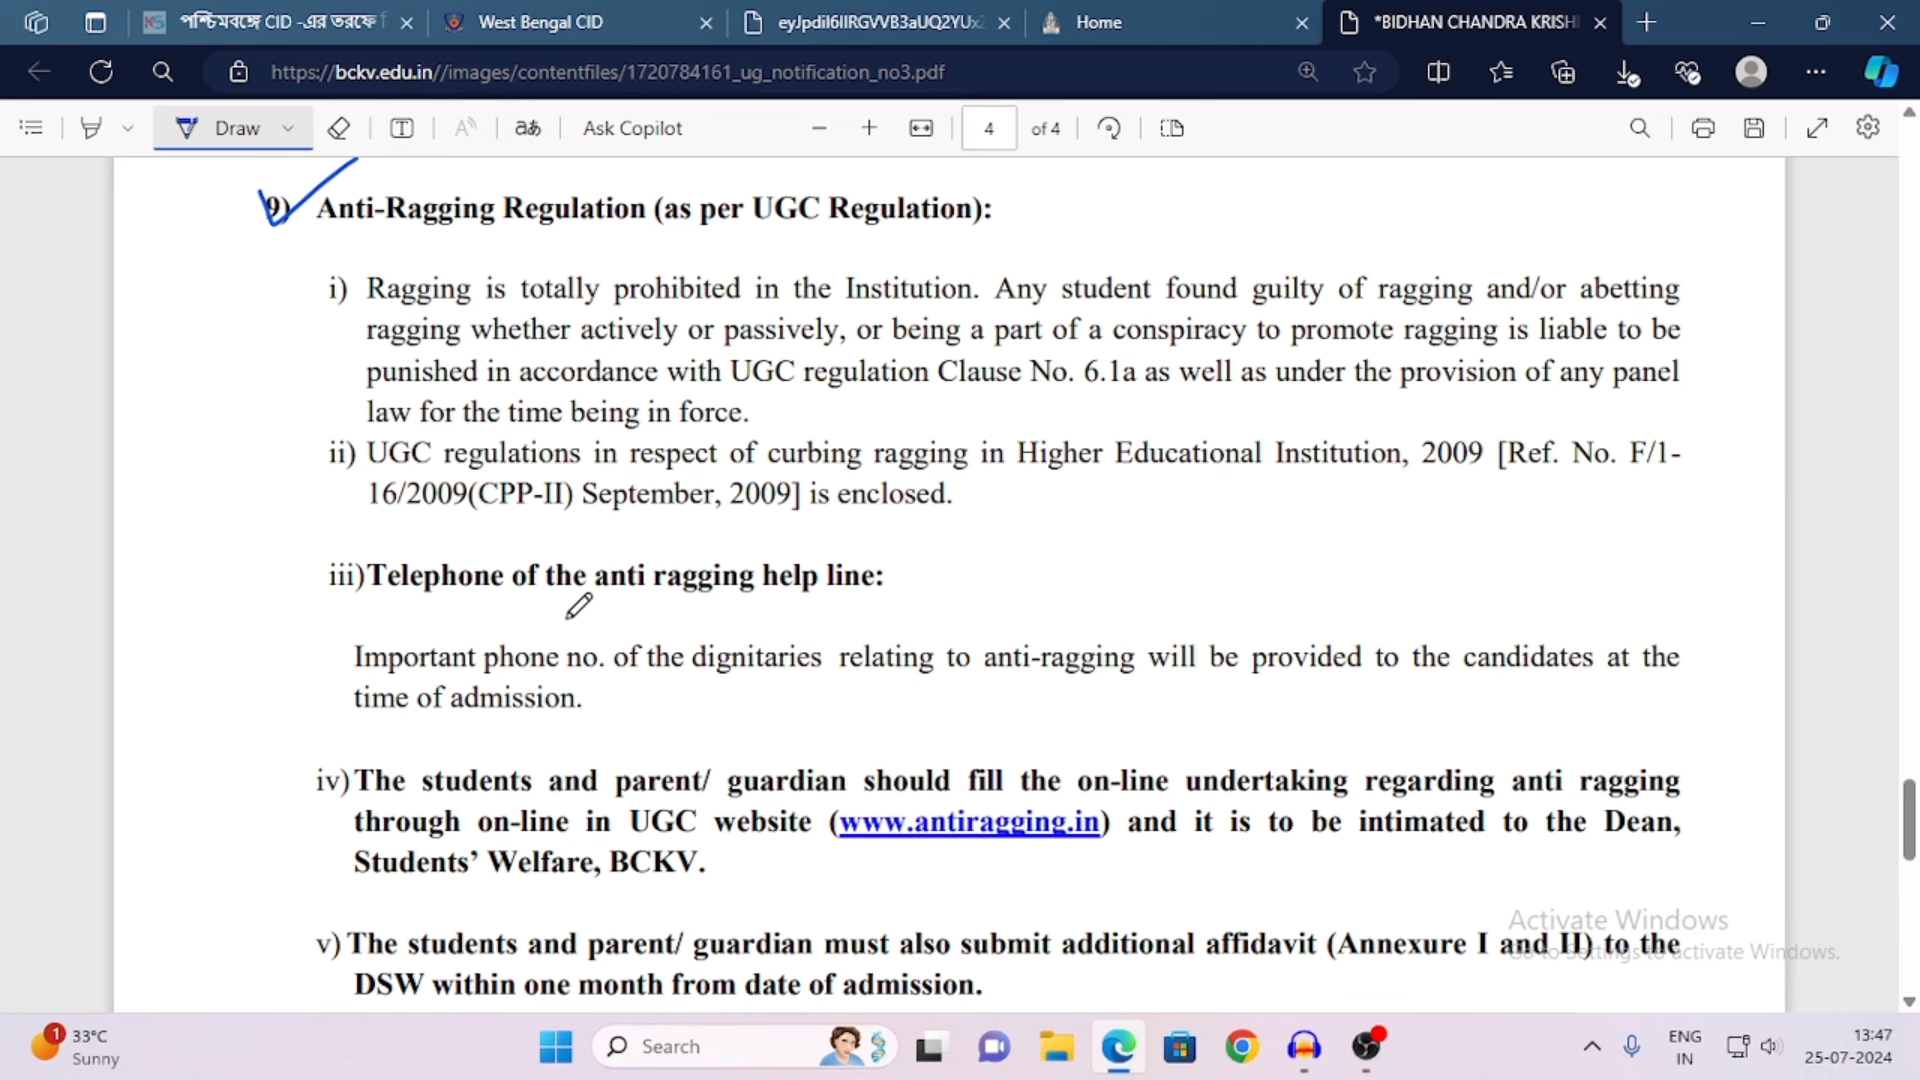 পশ্চিমবঙ্গে CID -এর তরফে f
West Bengal CID
Home
*BIDHAN CHANDRA KRISH
https://bckv.edu.in//images/contentfiles/1720784161_ug_notification_no3.pdf
Draw
Ask Copilot
4 of 4
9) Anti-Ragging Regulation (as per UGC Regulation):
i) Ragging is totally prohibited in the Institution. Any student found guilty of ragging and/or abetting
ragging whether actively or passively, or being a part of a conspiracy to promote ragging is liable to be
punished in accordance with UGC regulation Clause No. 6.1a as well as under the provision of any panel
law for the time being in force.
ii) UGC regulations in respect of curbing ragging in Higher Educational Institution, 2009 [Ref. No. F/1-
16/2009(CPP-II) September, 2009] is enclosed.
iii) Telephone of the anti ragging help line:
Important phone no. of the dignitaries relating to anti-ragging will be provided to the candidates at the
time of admission.
iv) The students and parent/ guardian should fill the on-line undertaking regarding anti ragging
through on-line in UGC website (www.antiragging.in) and it is to be intimated to the Dean,
Students' Welfare, BCKV.
v) The students and parent/ guardian must also submit additional affidavit (Annexure I and II) to the
DSW within one month from date of admission.
Activate Windows
Go to Settings to activate Windows.
1 33°C
Sunny
Search
ENG
IN
13:47
25-07-2024